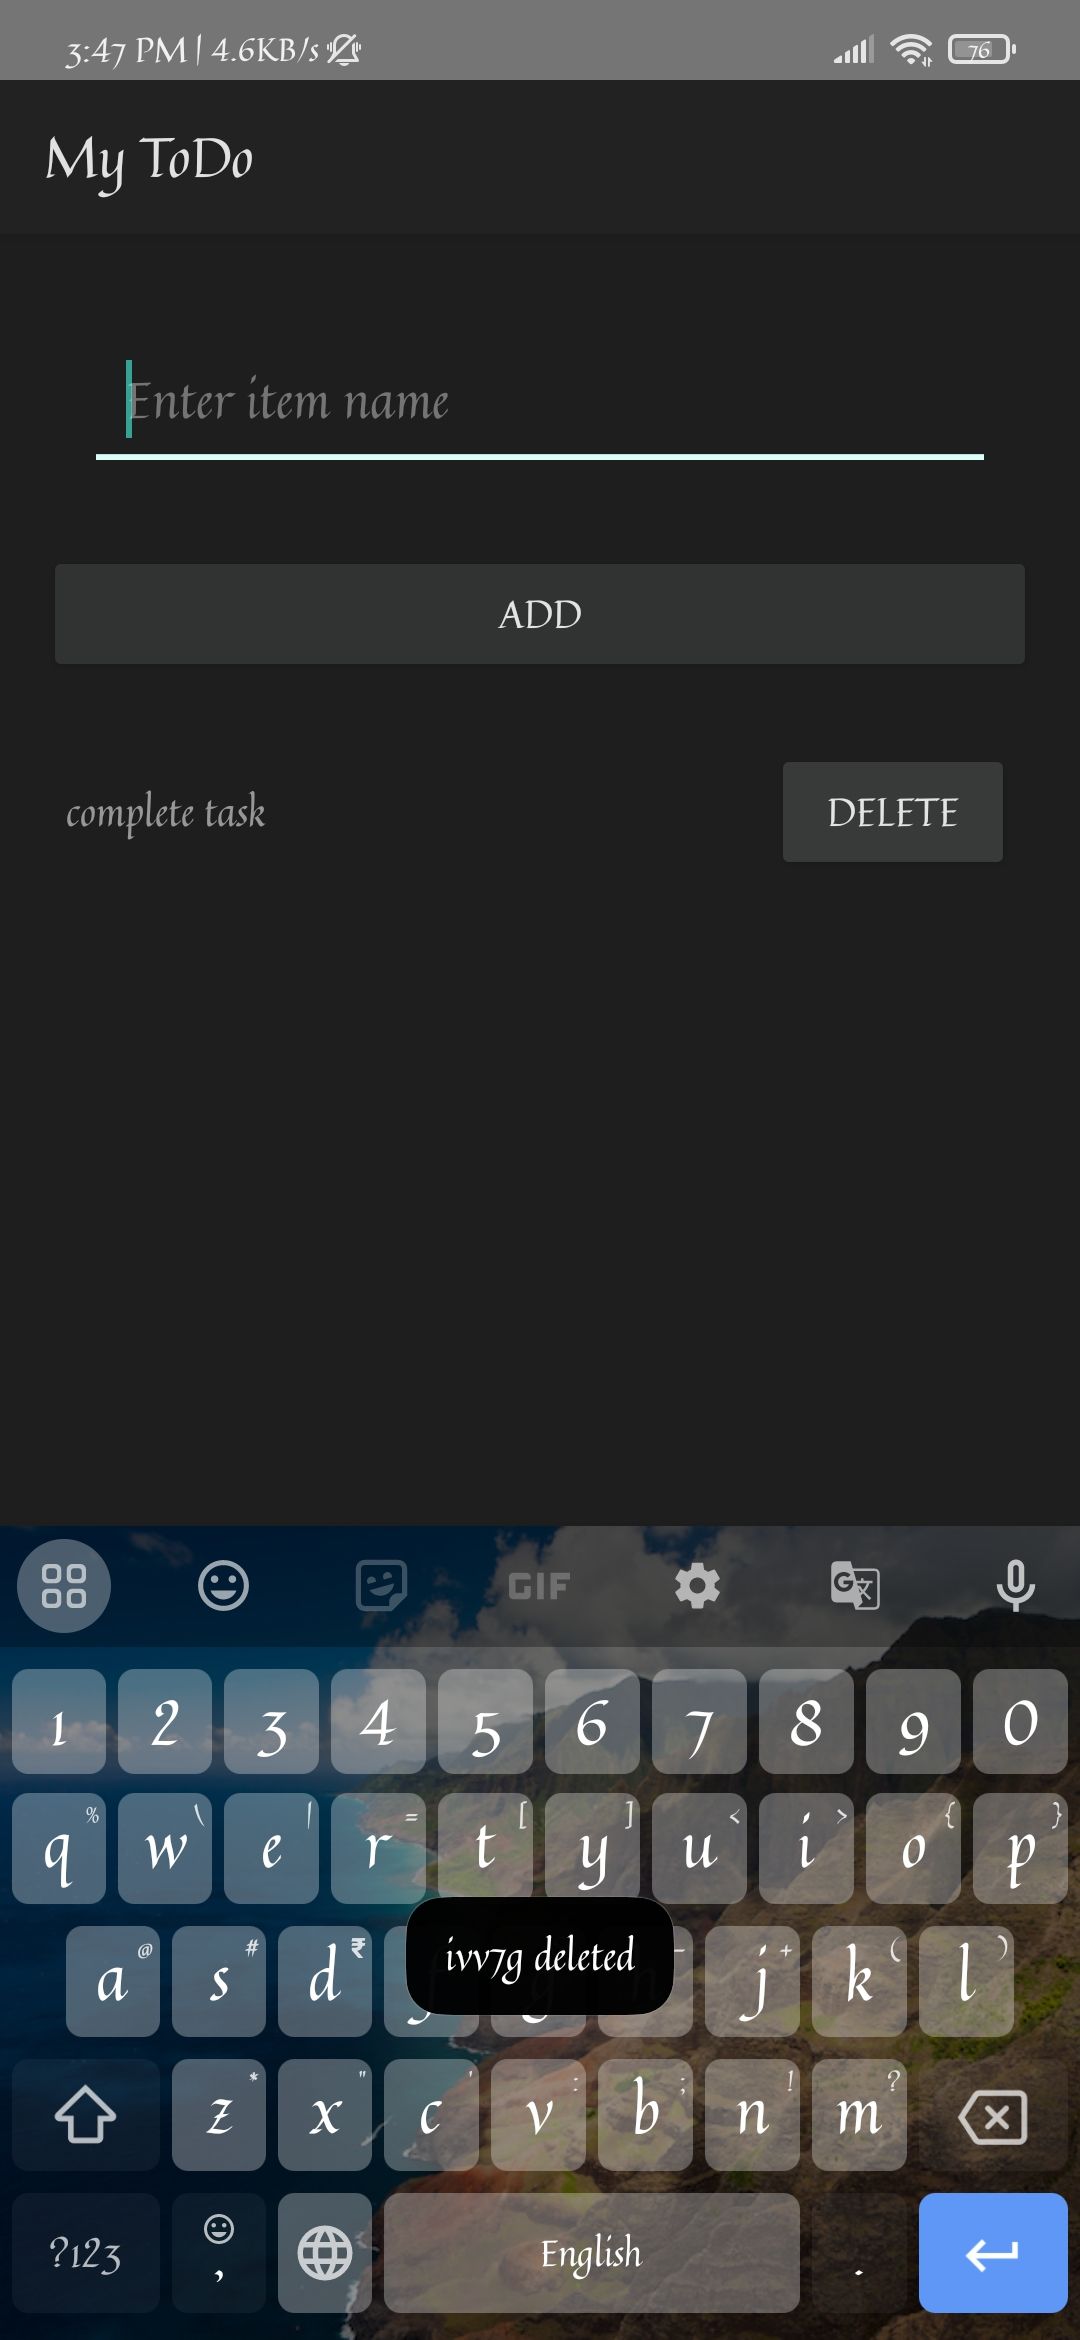 3:47 PM | 4.6KB/s
76
My ToDo
Enter item name
ADD
complete task
DELETE
GIF
1 2 3 4 5 6 7 8 9 0
% \ | = [ ] < > { }
q w e r t y u i o p
@ # ₹ - + ( )
a s d j k l
ivv7g deleted
* " ' : ; ! ?
z x c v b n m
?123 , English .